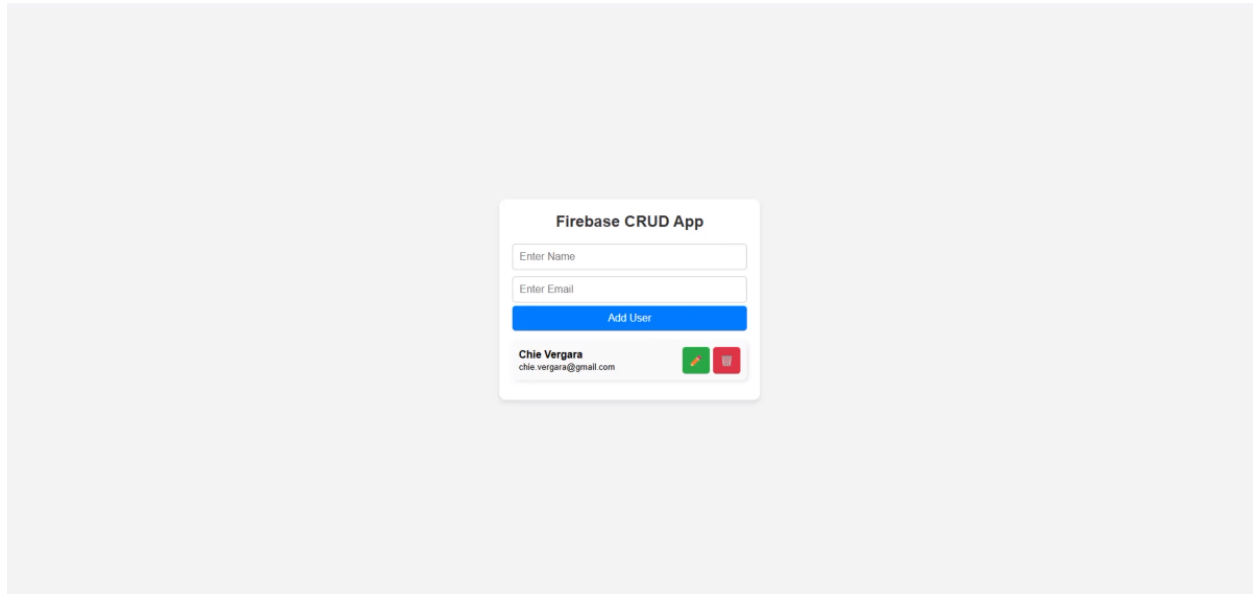 Firebase CRUD App
Enter Name
Enter Email
Add User
Chie Vergara
chie.vergara@gmail.com